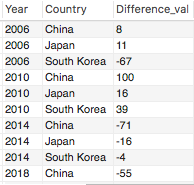 Year Country Difference_val
2006 China 8
2006 Japan 11
2006 South Korea -67
2010 China 100
2010 Japan 16
2010 South Korea 39
2014 China -71
2014 Japan -16
2014 South Korea -4
2018 China -55